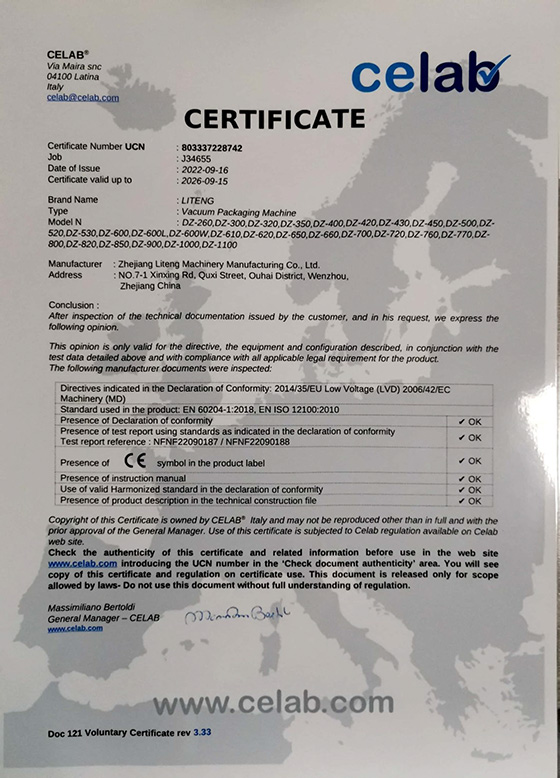 CELAB®
Via Maira snc
04100 Latina
Italy
celab@celab.com
celab
CERTIFICATE
Certificate Number UCN : 803337228742
Job : J34655
Date of Issue : 2022-09-16
Certificate valid up to : 2026-09-15
Brand Name : LITENG
Type : Vacuum Packaging Machine
Model N : DZ-260,DZ-300,DZ-320,DZ-350,DZ-400,DZ-420,DZ-430,DZ-450,DZ-500,DZ-
520,DZ-530,DZ-600,DZ-600L,DZ-600W,DZ-610,DZ-620,DZ-650,DZ-660,DZ-700,DZ-720,DZ-760,DZ-770,DZ-
800,DZ-820,DZ-850,DZ-900,DZ-1000,DZ-1100
Manufacturer : Zhejiang Liteng Machinery Manufacturing Co., Ltd.
Address : NO.7-1 Xinxing Rd, Quxi Street, Ouhai District, Wenzhou,
Zhejiang China
Conclusion :
After inspection of the technical documentation issued by the customer, and in his request, we express the
following opinion.
This opinion is only valid for the directive, the equipment and configuration described, in conjunction with the
test data detailed above and with compliance with all applicable legal requirement for the product.
The following manufacturer documents were inspected:
Directives indicated in the Declaration of Conformity: 2014/35/EU Low Voltage (LVD) 2006/42/EC
Machinery (MD)
Standard used in the product: EN 60204-1:2018, EN ISO 12100:2010
Presence of Declaration of conformity ✔ OK
Presence of test report using standards as indicated in the declaration of conformity
Test report reference : NFNF22090187 / NFNF22090188 ✔ OK
Presence of CE symbol in the product label ✔ OK
Presence of instruction manual ✔ OK
Use of valid Harmonized standard in the declaration of conformity ✔ OK
Presence of product description in the technical construction file ✔ OK
Copyright of this Certificate is owned by CELAB® Italy and may not be reproduced other than in full and with the
prior approval of the General Manager. Use of this certificate is subjected to Celab regulation available on Celab
web site.
Check the authenticity of this certificate and related information before use in the web site
www.celab.com introducing the UCN number in the 'Check document authenticity' area. You will see
copy of this certificate and regulation on certificate use. This document is released only for scope
allowed by laws- Do not use this document without full understanding of regulation.
Massimiliano Bertoldi
General Manager – CELAB
www.celab.com
www.celab.com
Doc 121 Voluntary Certificate rev 3.33